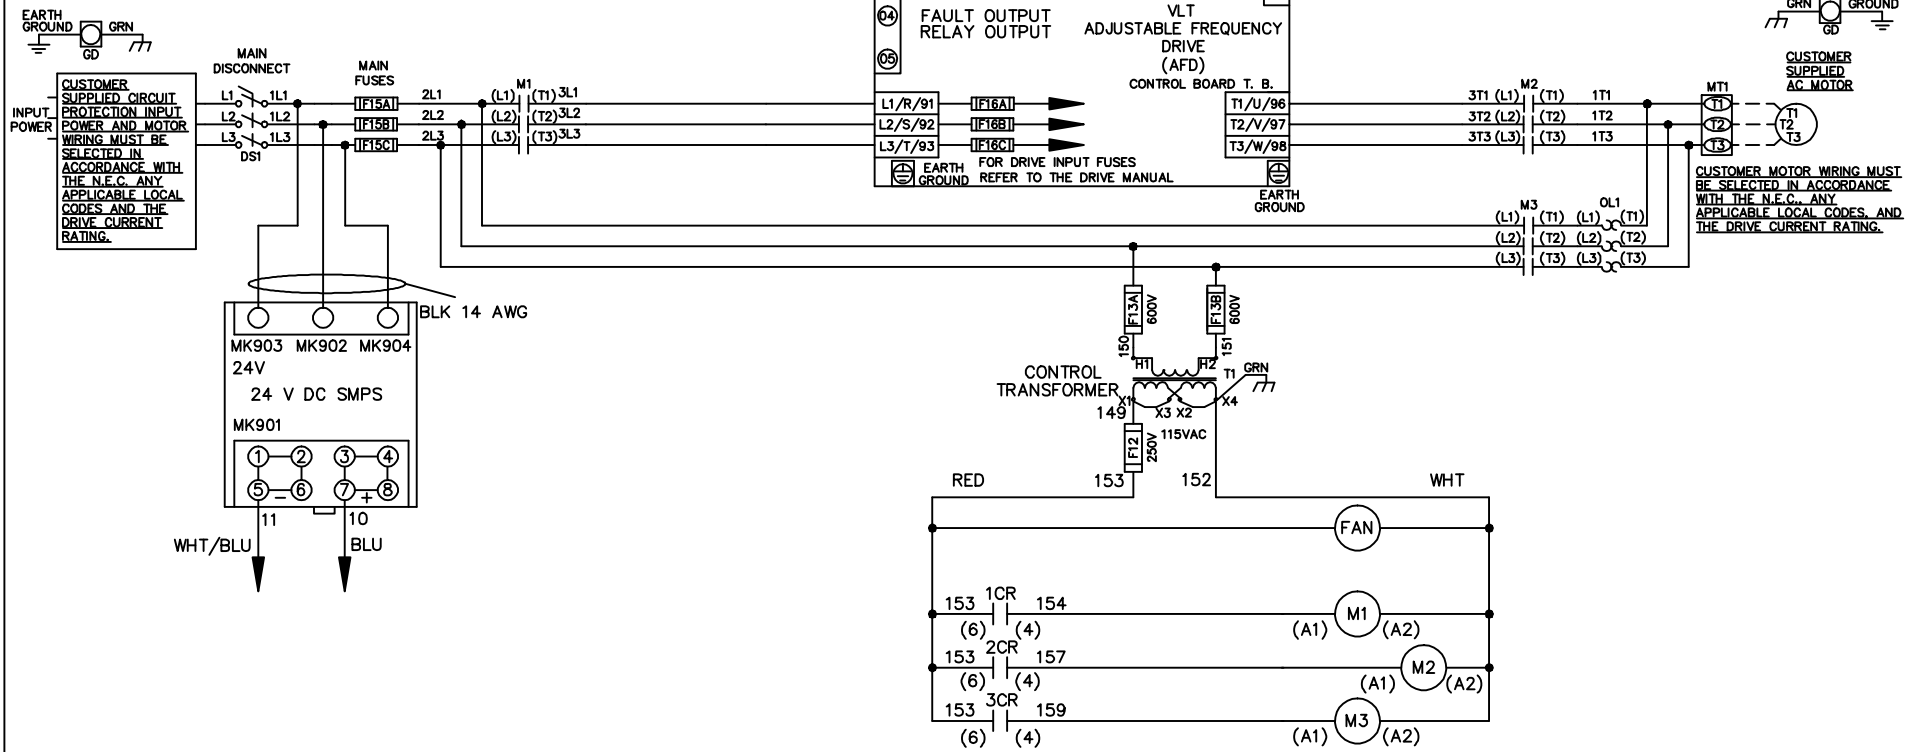 EARTH
GROUND
GRN
GD
04
05
FAULT OUTPUT
RELAY OUTPUT
VLT
ADJUSTABLE FREQUENCY
DRIVE
(AFD)
CONTROL BOARD T. B.
GRN
GROUND
GD
CUSTOMER
SUPPLIED
AC MOTOR
INPUT
POWER
CUSTOMER
SUPPLIED CIRCUIT
PROTECTION INPUT
POWER AND MOTOR
WIRING MUST BE
SELECTED IN
ACCORDANCE WITH
THE N.E.C. ANY
APPLICABLE LOCAL
CODES AND THE
DRIVE CURRENT
RATING.
MAIN
DISCONNECT
L1 1L1
L2 1L2
L3 1L3
DS1
MAIN
FUSES
F15A
F15B
F15C
2L1
2L2
2L3
M1
(L1) (T1) 3L1
(L2) (T2) 3L2
(L3) (T3) 3L3
L1/R/91
L2/S/92
L3/T/93
F16A
F16B
F16C
EARTH
GROUND
FOR DRIVE INPUT FUSES
REFER TO THE DRIVE MANUAL
T1/U/96
T2/V/97
T3/W/98
EARTH
GROUND
M2
3T1 (L1) (T1) 1T1
3T2 (L2) (T2) 1T2
3T3 (L3) (T3) 1T3
MT1
T1
T2
T3
T1
T2
T3
CUSTOMER MOTOR WIRING MUST
BE SELECTED IN ACCORDANCE
WITH THE N.E.C., ANY
APPLICABLE LOCAL CODES, AND
THE DRIVE CURRENT RATING.
M3
OL1
(L1) (T1) (L1) (T1)
(L2) (T2) (L2) (T2)
(L3) (T3) (L3) (T3)
BLK 14 AWG
MK903 MK902 MK904
24V
24 V DC SMPS
MK901
1 2 3 4
5 - 6 7 + 8
11
10
WHT/BLU
BLU
F13A
600V
F13B
600V
150
151
H1
H2
CONTROL
TRANSFORMER
T1
GRN
X1
X3 X2
X4
149
115VAC
F12
250V
RED
153
152
WHT
FAN
153 1CR 154
(6) (4)
M1
(A1) (A2)
153 2CR 157
(6) (4)
M2
(A1) (A2)
153 3CR 159
(6) (4)
M3
(A1) (A2)